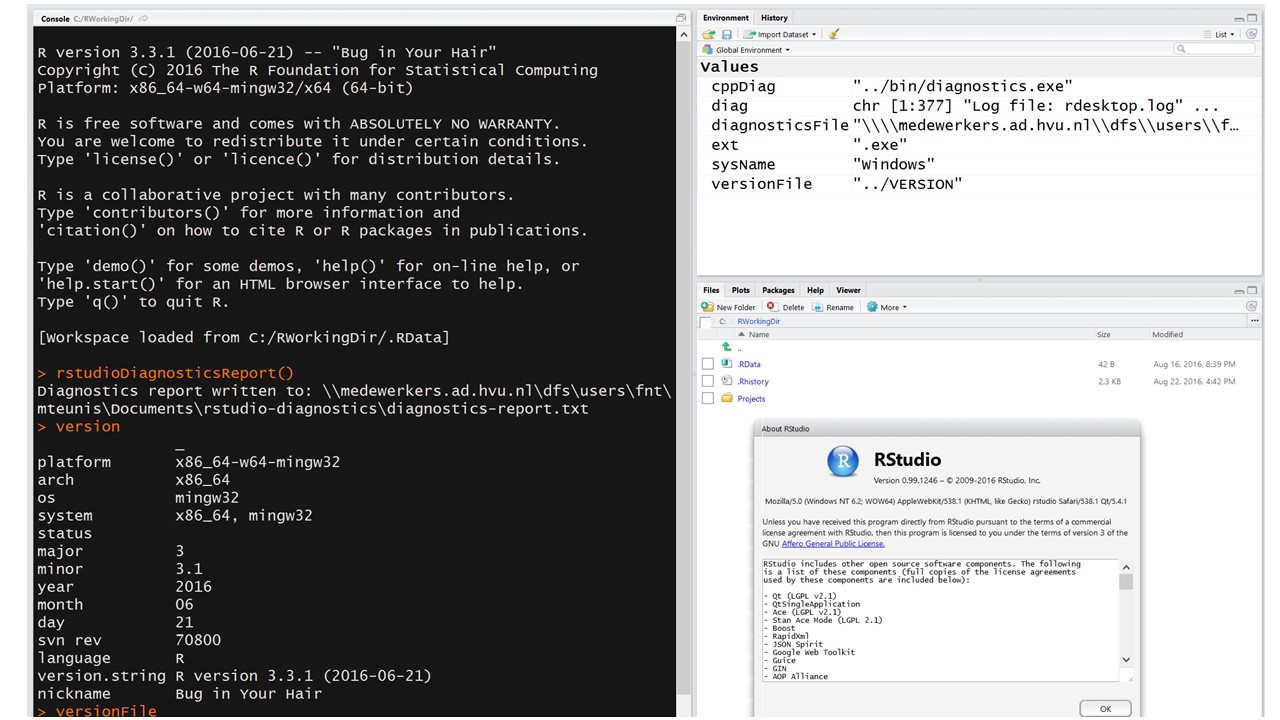 Console C:/RWorkingDir/
R version 3.3.1 (2016-06-21) -- "Bug in Your Hair"
Copyright (c) 2016 The R Foundation for Statistical Computing
Platform: x86_64-w64-mingw32/x64 (64-bit)
R is free software and comes with ABSOLUTELY NO WARRANTY.
You are welcome to redistribute it under certain conditions.
Type 'license()' or 'licence()' for distribution details.
R is a collaborative project with many contributors.
Type 'contributors()' for more information and
'citation()' on how to cite R or R packages in publications.
Type 'demo()' for some demos, 'help()' for on-line help, or
'help.start()' for an HTML browser interface to help.
Type 'q()' to quit R.
[Workspace loaded from C:/RWorkingDir/.RData]
> rstudioDiagnosticsReport()
Diagnostics report written to: \\medewerkers.ad.hvu.nl\dfs\users\fnt\
mteunis\Documents\rstudio-diagnostics\diagnostics-report.txt
> version
_
platform x86_64-w64-mingw32
arch x86_64
os mingw32
system x86_64, mingw32
status
major 3
minor 3.1
year 2016
month 06
day 21
svn rev 70800
language R
version.string R version 3.3.1 (2016-06-21)
nickname Bug in Your Hair
> versionFile
Environment History
Import Dataset List
Global Environment
Values
cppDiag "../bin/diagnostics.exe"
diag chr [1:377] "Log file: rdesktop.log" ...
diagnosticsFile "\\\\medewerkers.ad.hvu.nl\\dfs\\users\\f…
ext ".exe"
sysName "Windows"
versionFile "../VERSION"
Files Plots Packages Help Viewer
New Folder Delete Rename More
C: RWorkingDir ...
Name Size Modified
..
.RData 42 B Aug 16, 2016, 8:39 PM
.Rhistory 2.3 KB Aug 22, 2016, 4:42 PM
Projects
About RStudio
R
RStudio
Version 0.99.1246 – © 2009-2016 RStudio, Inc.
Mozilla/5.0 (Windows NT 6.2; WOW64) AppleWebKit/538.1 (KHTML, like Gecko) rstudio Safari/538.1 Qt/5.4.1
Unless you have received this program directly from RStudio pursuant to the terms of a commercial
license agreement with RStudio, then this program is licensed to you under the terms of version 3 of the
GNU Affero General Public License.
RStudio includes other open source software components. The following
is a list of these components (full copies of the license agreements
used by these components are included below):
- Qt (LGPL v2.1)
- QtSingleApplication
- Ace (LGPL v2.1)
- Stan Ace Mode (LGPL 2.1)
- Boost
- RapidXml
- JSON Spirit
- Google Web Toolkit
- Guice
- GIN
- AOP Alliance
OK